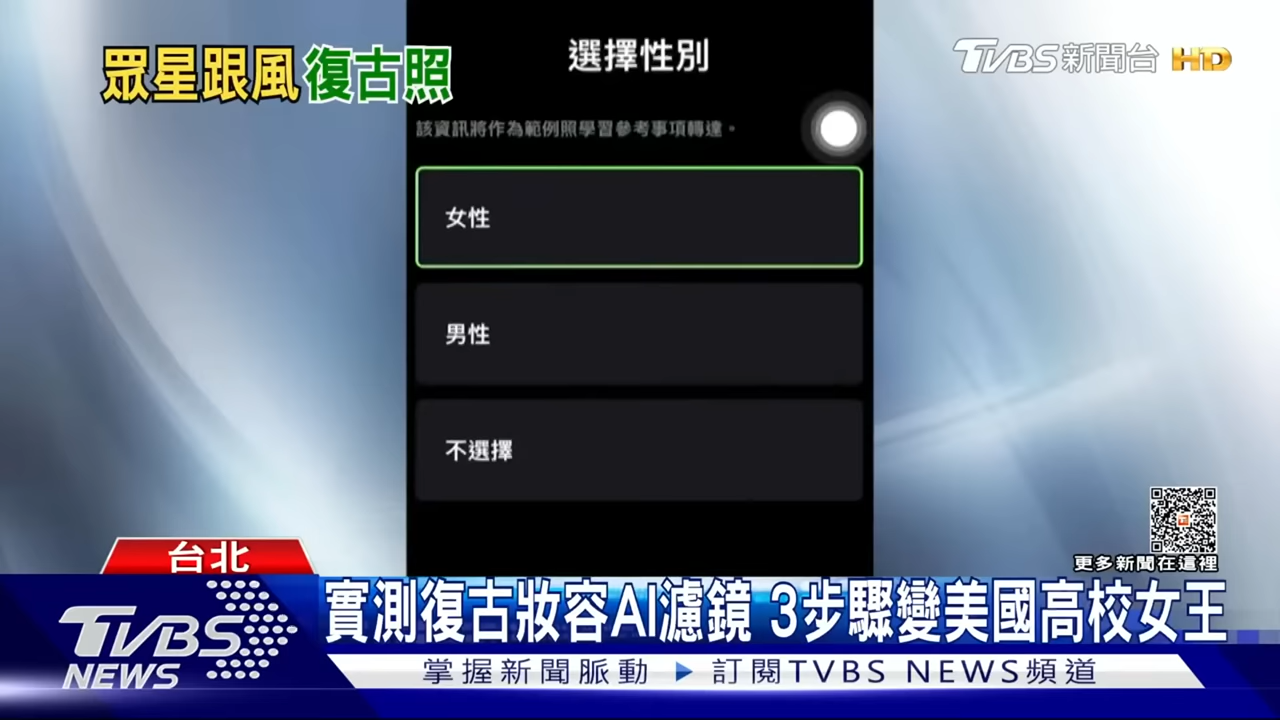 眾星跟風復古照
TVBS新聞台 HD
選擇性別
該資訊將作為範例照學習參考事項轉達。
女性
男性
不選擇
更多新聞在這裡
台北
實測復古妝容AI濾鏡 3步驟變美國高校女王
TVBS
NEWS
掌握新聞脈動 ▶ 訂閱TVBS NEWS頻道